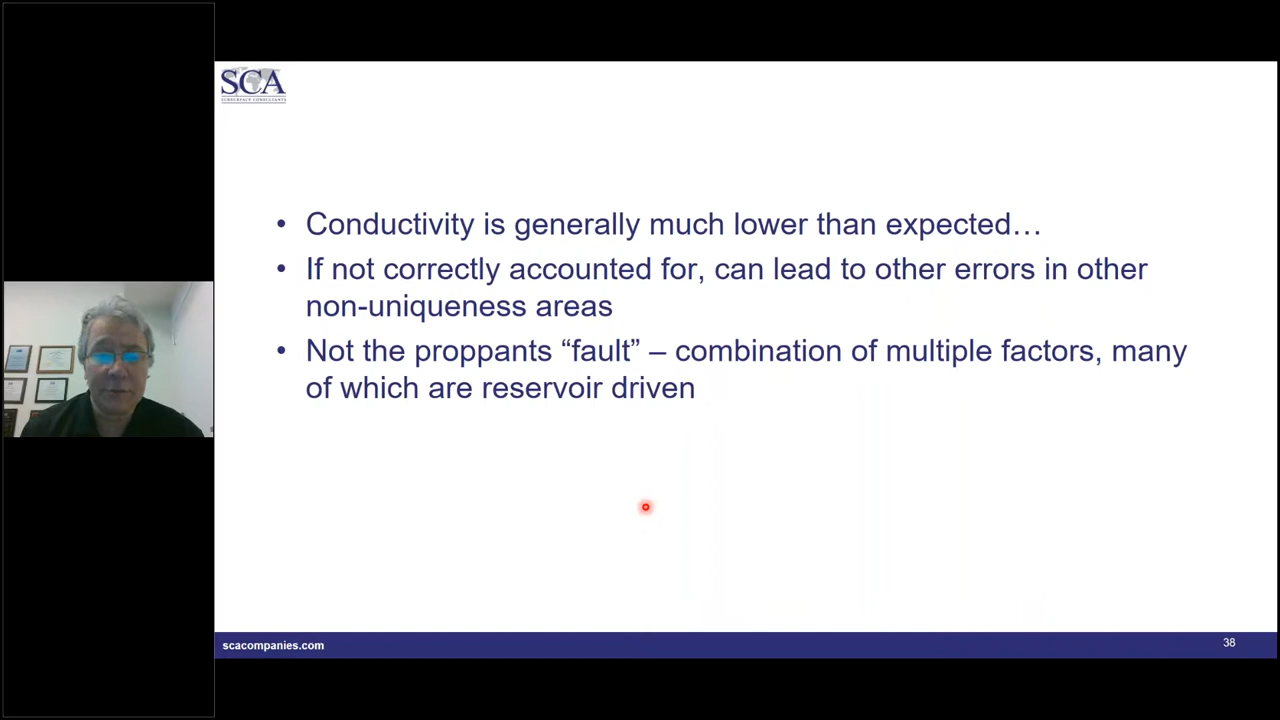 SCA
SUBSURFACE CONSULTANTS
• Conductivity is generally much lower than expected…
• If not correctly accounted for, can lead to other errors in other
non-uniqueness areas
• Not the proppants “fault” – combination of multiple factors, many
of which are reservoir driven
scacompanies.com
38